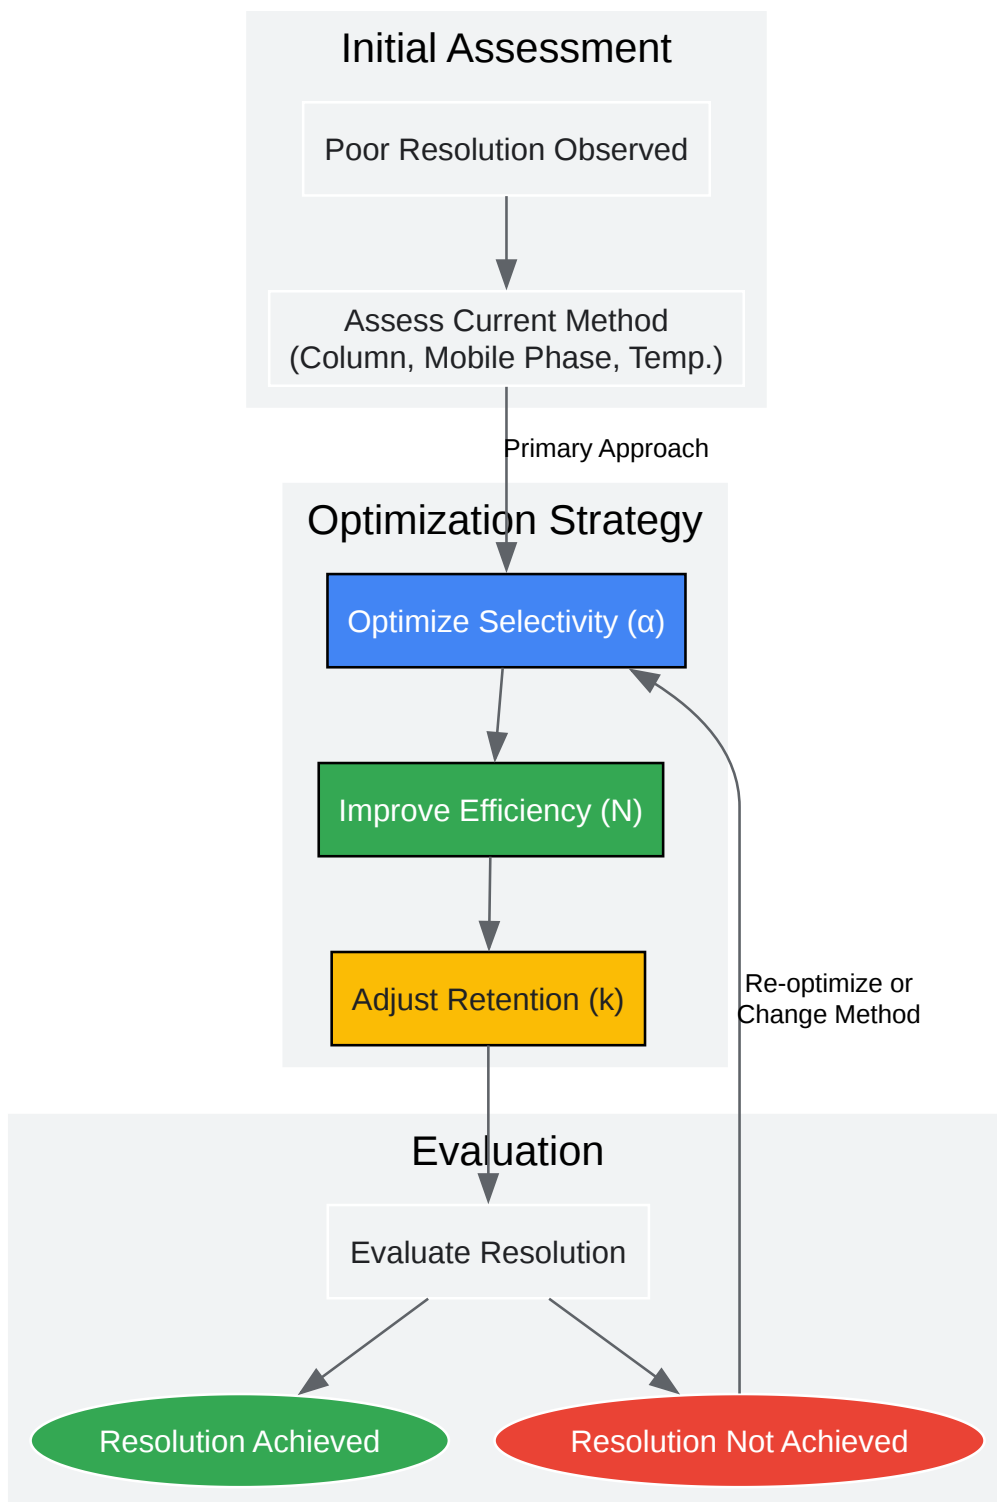 Initial Assessment
Poor Resolution Observed
Assess Current Method
(Column, Mobile Phase, Temp.)
Primary Approach
Optimization Strategy
Optimize Selectivity (α)
Improve Efficiency (N)
Adjust Retention (k)
Re-optimize or
Change Method
Evaluation
Evaluate Resolution
Resolution Achieved
Resolution Not Achieved